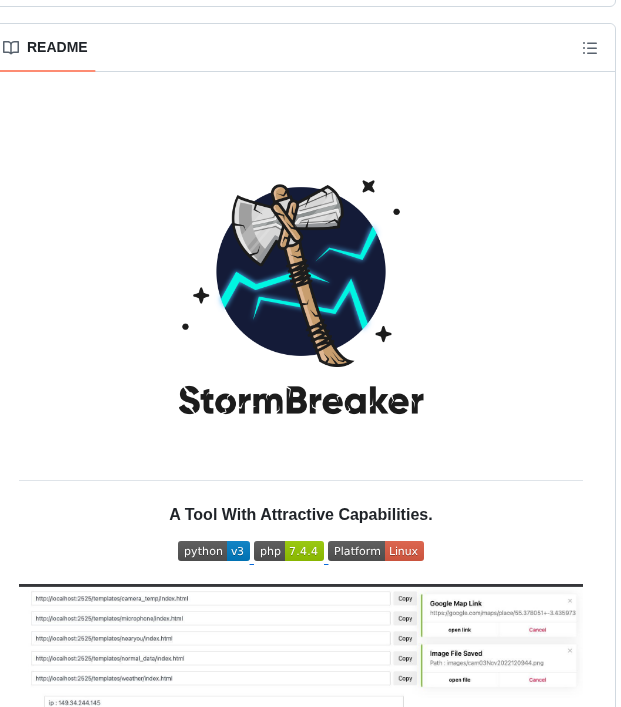 README
StormBreaker
A Tool With Attractive Capabilities.
python v3 php 7.4.4 Platform Linux
http://localhost:2525/templates/camera_temp/index.html Copy
http://localhost:2525/templates/microphone/index.html Copy
http://localhost:2525/templates/nearyou/index.html Copy
http://localhost:2525/templates/normal_data/index.html Copy
http://localhost:2525/templates/weather/index.html Copy
Google Map Link
https://google.com/maps/place/55.378051+-3.435973
open link Cancel
Image File Saved
Path : images/cam03Nov2022120944.png
open file Cancel
ip : 149.34.244.145